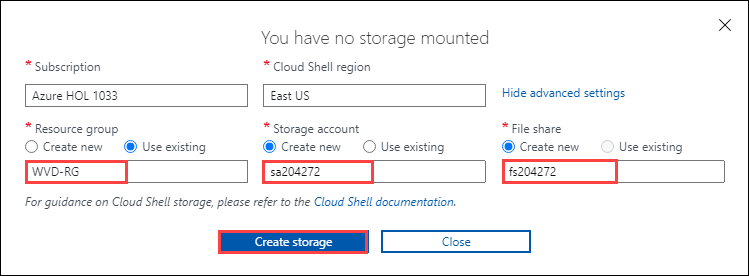 You have no storage mounted
* Subscription
* Cloud Shell region
Azure HOL 1033
East US
Hide advanced settings
* Resource group
* Storage account
* File share
Create new
Use existing
Create new
Use existing
Create new
Use existing
WVD-RG
sa204272
fs204272
For guidance on Cloud Shell storage, please refer to the Cloud Shell documentation.
Create storage
Close